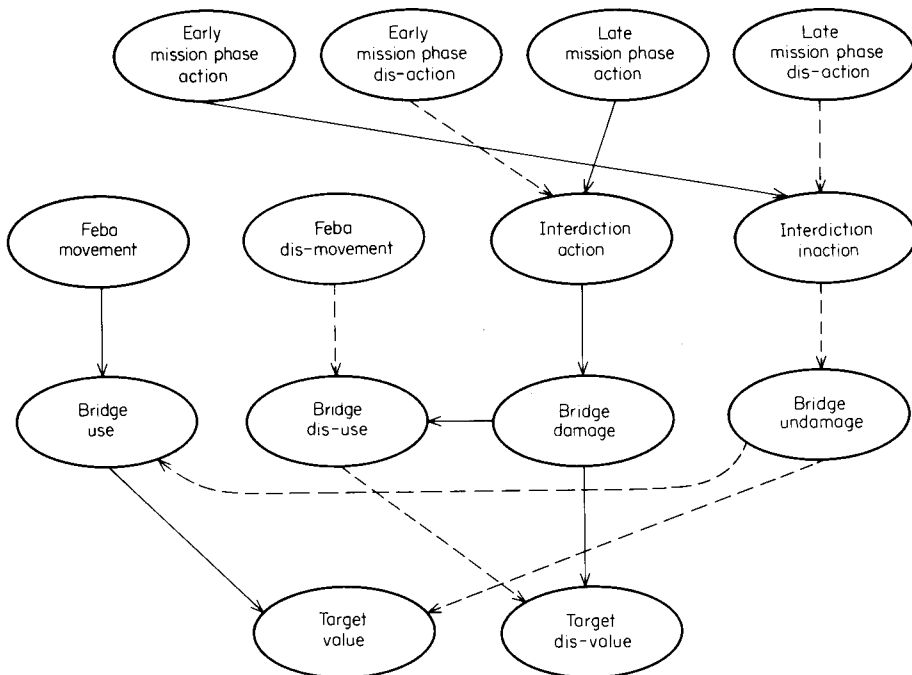 Early
mission phase
action
Early
mission phase
dis-action
Late
mission phase
action
Late
mission phase
dis-action
Feba
movement
Feba
dis-movement
Interdiction
action
Interdiction
inaction
Bridge
use
Bridge
dis-use
Bridge
damage
Bridge
undamage
Target
value
Target
dis-value